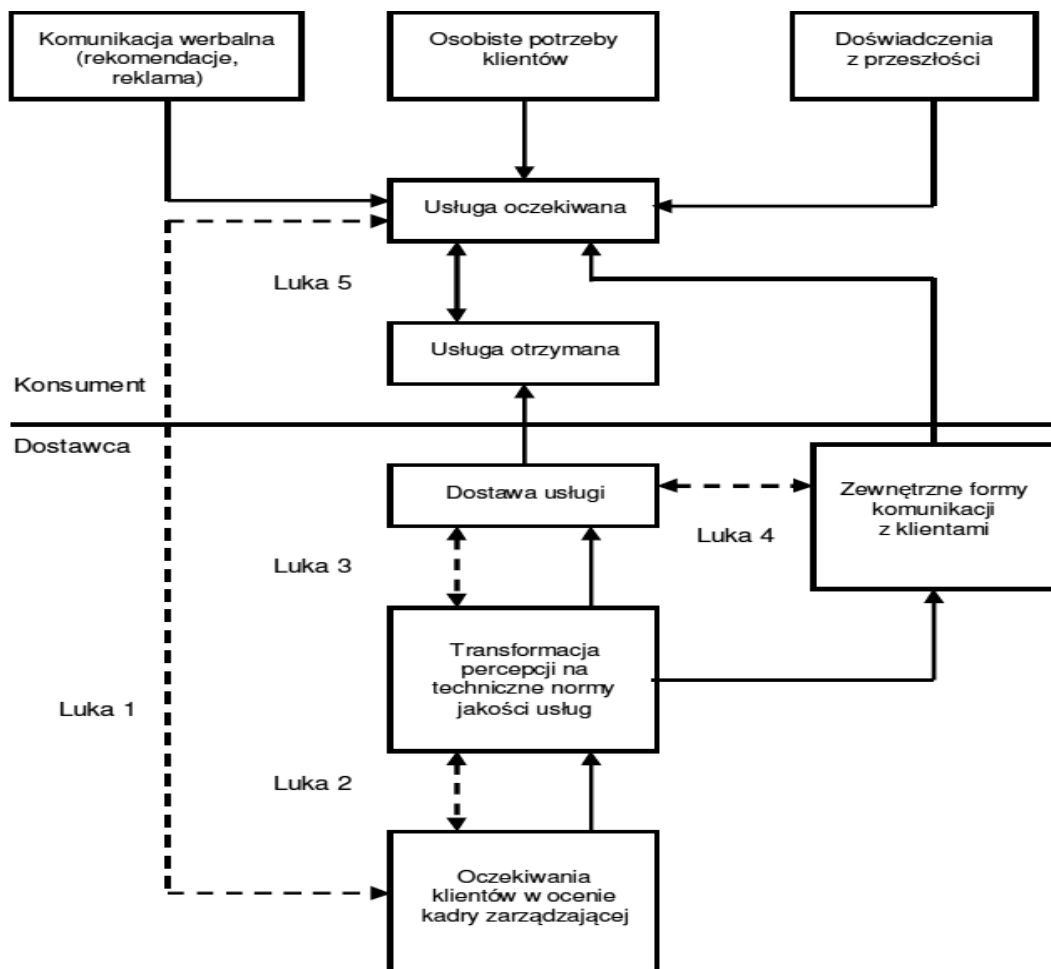 Komunikacja werbalna
(rekomendacje,
reklama)
Osobiste potrzeby
klientów
Doświadczenia
z przeszłości
Usługa oczekiwana
Luka 5
Usługa otrzymana
Konsument
Dostawca
Dostawa usługi
Zewnętrzne formy
komunikacji
z klientami
Luka 4
Luka 3
Transformacja
percepcji na
techniczne normy
jakości usług
Luka 1
Luka 2
Oczekiwania
klientów w ocenie
kadry zarządzającej